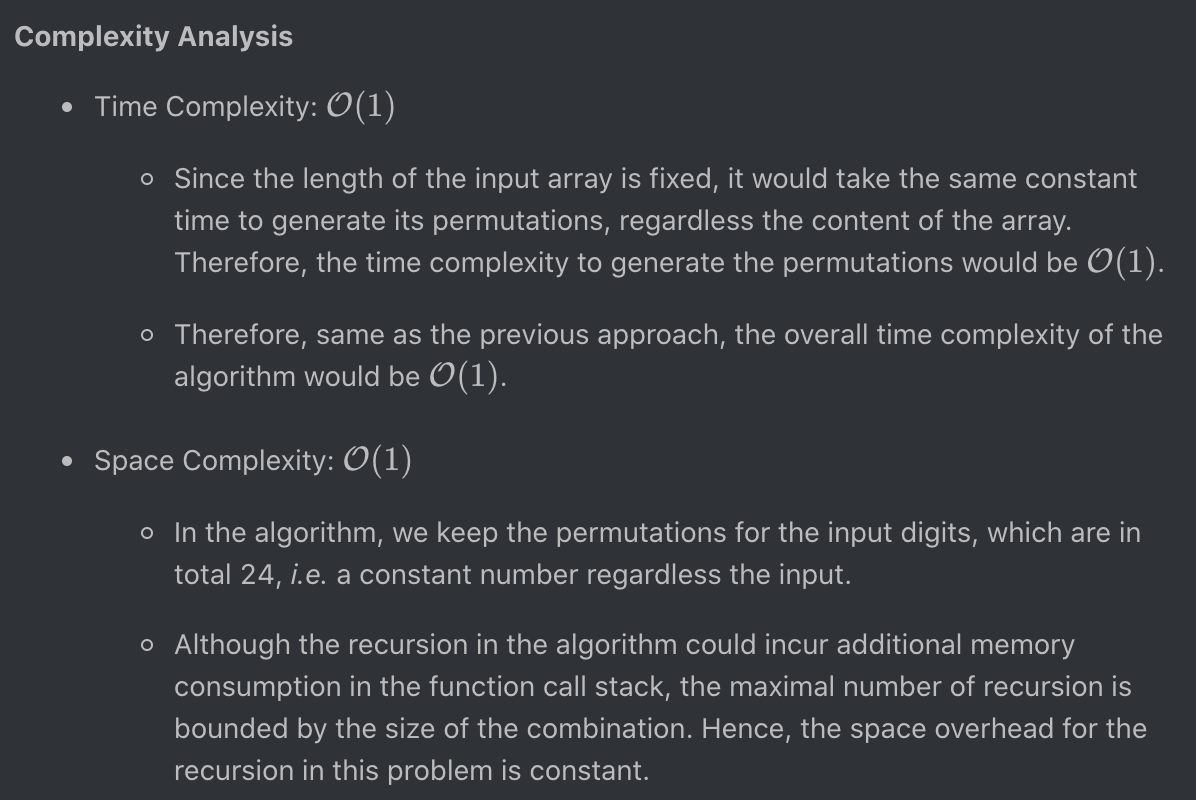 Complexity Analysis
• Time Complexity: O(1)
◦ Since the length of the input array is fixed, it would take the same constant
time to generate its permutations, regardless the content of the array.
Therefore, the time complexity to generate the permutations would be O(1).
◦ Therefore, same as the previous approach, the overall time complexity of the
algorithm would be O(1).
• Space Complexity: O(1)
◦ In the algorithm, we keep the permutations for the input digits, which are in
total 24, i.e. a constant number regardless the input.
◦ Although the recursion in the algorithm could incur additional memory
consumption in the function call stack, the maximal number of recursion is
bounded by the size of the combination. Hence, the space overhead for the
recursion in this problem is constant.